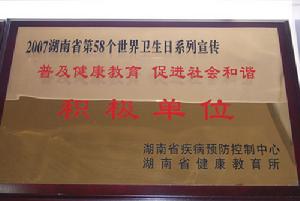 2007湖南省第58个世界卫生日系列宣传
普及健康教育 促进社会和谐
积极单位
湖南省疾病预防控制中心
湖南省健康教育所